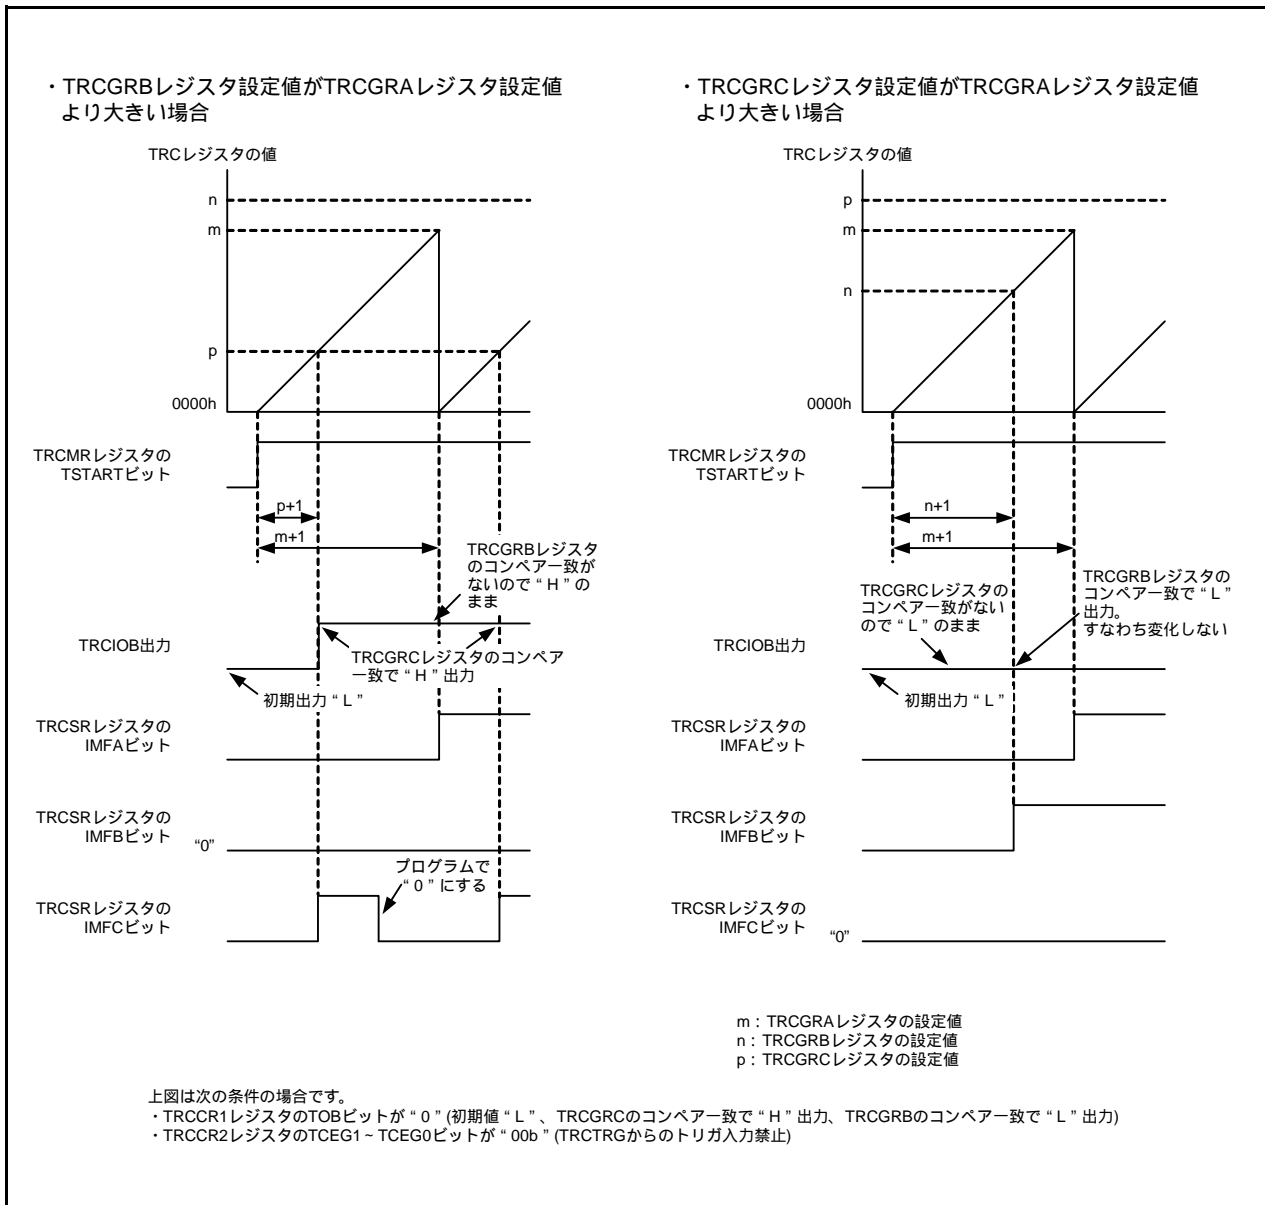 ・TRCGRBレジスタ設定値がTRCGRAレジスタ設定値
より大きい場合
TRCレジスタの値
n
m
p
0000h
TRCMRレジスタの
TSTARTビット
p+1
m+1
TRCGRBレジスタ
のコンペア一致が
ないので“H”の
まま
TRCIOB出力
TRCGRCレジスタのコンペア
一致で“H”出力
初期出力“L”
TRCSRレジスタの
IMFAビット
TRCSRレジスタの
IMFBビット
“0”
プログラムで
“0”にする
TRCSRレジスタの
IMFCビット
・TRCGRCレジスタ設定値がTRCGRAレジスタ設定値
より大きい場合
TRCレジスタの値
p
m
n
0000h
TRCMRレジスタの
TSTARTビット
n+1
m+1
TRCGRCレジスタの
コンペア一致がない
ので“L”のまま
TRCGRBレジスタの
コンペア一致で“L”
出力。
すなわち変化しない
TRCIOB出力
初期出力“L”
TRCSRレジスタの
IMFAビット
TRCSRレジスタの
IMFBビット
TRCSRレジスタの
IMFCビット
“0”
m：TRCGRAレジスタの設定値
n：TRCGRBレジスタの設定値
p：TRCGRCレジスタの設定値
上図は次の条件の場合です。
・TRCCR1レジスタのTOBビットが“0”(初期値“L”、TRCGRCのコンペア一致で“H”出力、TRCGRBのコンペア一致で“L”出力)
・TRCCR2レジスタのTCEG1～TCEG0ビットが“00b”(TRCTRGからのトリガ入力禁止)